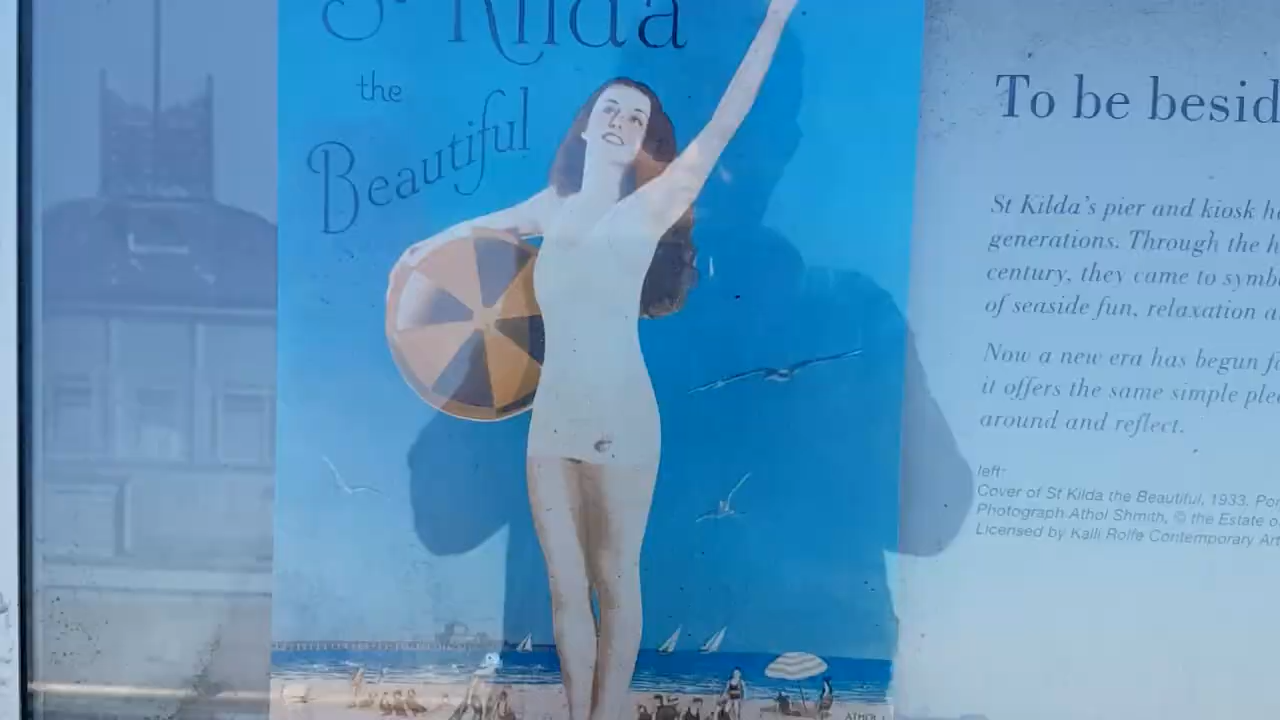 St Kilda
the
Beautiful
To be besid
St Kilda's pier and kiosk h
generations. Through the h
century, they came to symb
of seaside fun, relaxation a
Now a new era has begun f
it offers the same simple ple
around and reflect.
left
Cover of St Kilda the Beautiful, 1933. Por
Photograph Athol Shmith, © the Estate o
Licensed by Kalli Rolfe Contemporary Art
ATHOL